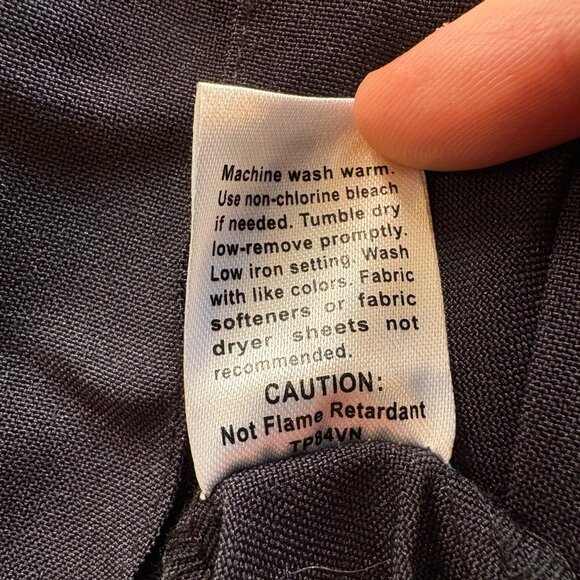 Machine wash warm.
Use non-chlorine bleach
if needed. Tumble dry
low-remove promptly.
Low iron setting. Wash
with like colors. Fabric
softeners or fabric
dryer sheets not
recommended.
CAUTION:
Not Flame Retardant
TP84VN